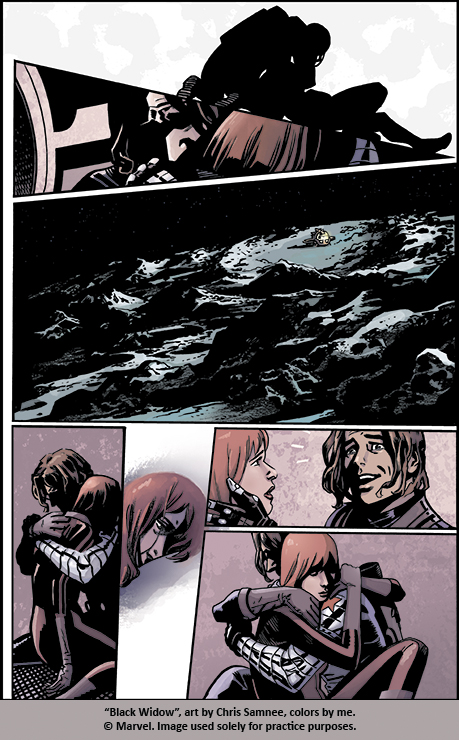 “Black Widow”, art by Chris Samnee, colors by me.
© Marvel. Image used solely for practice purposes.